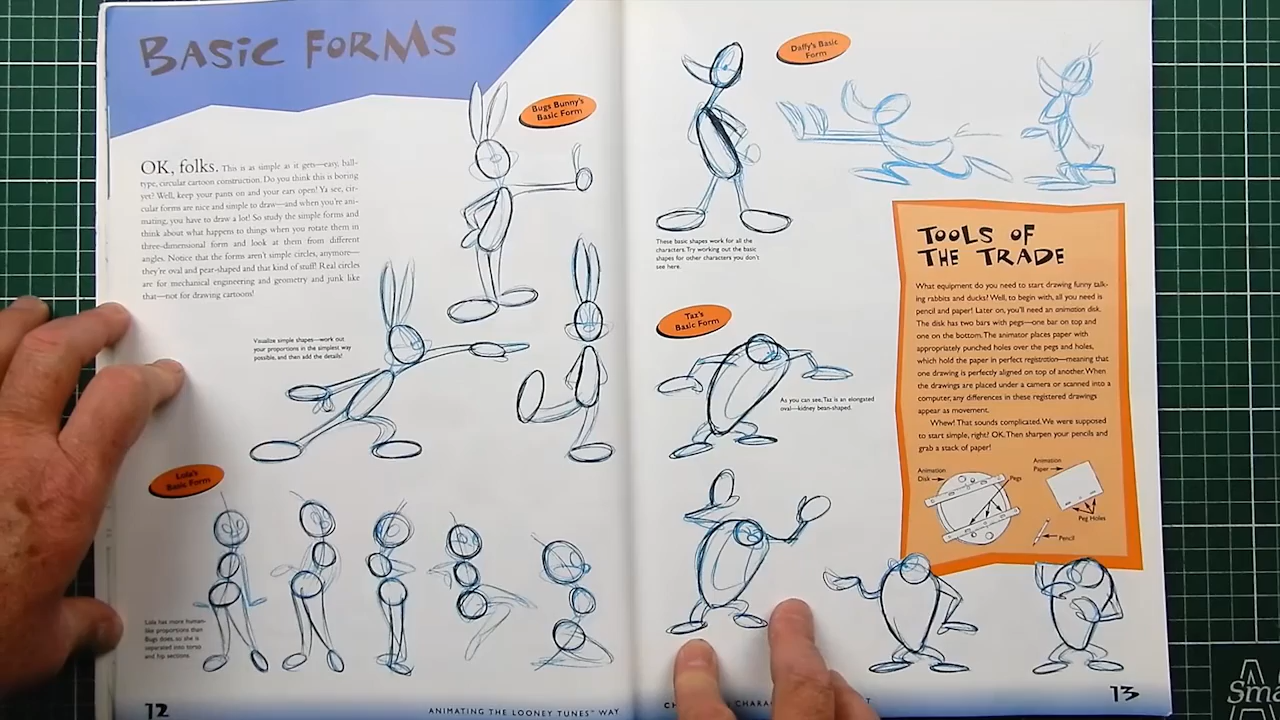 BASIC FORMS
Bugs Bunny's
Basic Form
OK, folks. This is as simple as it gets—easy, ball-
type, circular cartoon construction. Do you think this is boring
yet? Well, keep your pants on and your ears open! Ya see, cir-
cular forms are nice and simple to draw—and when you're ani-
mating, you have to draw a lot! So study the simple forms and
think about what happens to things when you rotate them in
three-dimensional form and look at them from different
angles. Notice that the forms aren't simple circles, anymore—
they're oval and pear-shaped and that kind of stuff! Real circles
are for mechanical engineering and geometry and junk like
that—not for drawing cartoons!
Visualize simple shapes—work out
your proportions in the simplest way
possible, and then add the details!
Lola's
Basic Form
Lola has more human-
like proportions than
Bugs does, so she is
separated into torso
and hip sections.
12
ANIMATING THE LOONEY TUNES™ WAY
Daffy's Basic
Form
These basic shapes work for all the
characters. Try working out the basic
shapes for other characters you don't
see here.
Taz's
Basic Form
As you can see, Taz is an elongated
oval—kidney bean-shaped.
TOOLS OF
THE TRADE
What equipment do you need to start drawing funny talk-
ing rabbits and ducks? Well, to begin with, all you need is
pencil and paper! Later on, you'll need an animation disk.
The disk has two bars with pegs—one bar on top and
one on the bottom. The animator places paper with
appropriately punched holes over the pegs and holes,
which hold the paper in perfect registration—meaning that
one drawing is perfectly aligned on top of another. When
the drawings are placed under a camera or scanned into a
computer, any differences in these registered drawings
appear as movement.
Whew! That sounds complicated. We were supposed
to start simple, right? OK. Then sharpen your pencils and
grab a stack of paper!
Animation
Disk
Pegs
Animation
Paper
Peg Holes
Pencil
13
A
Sma